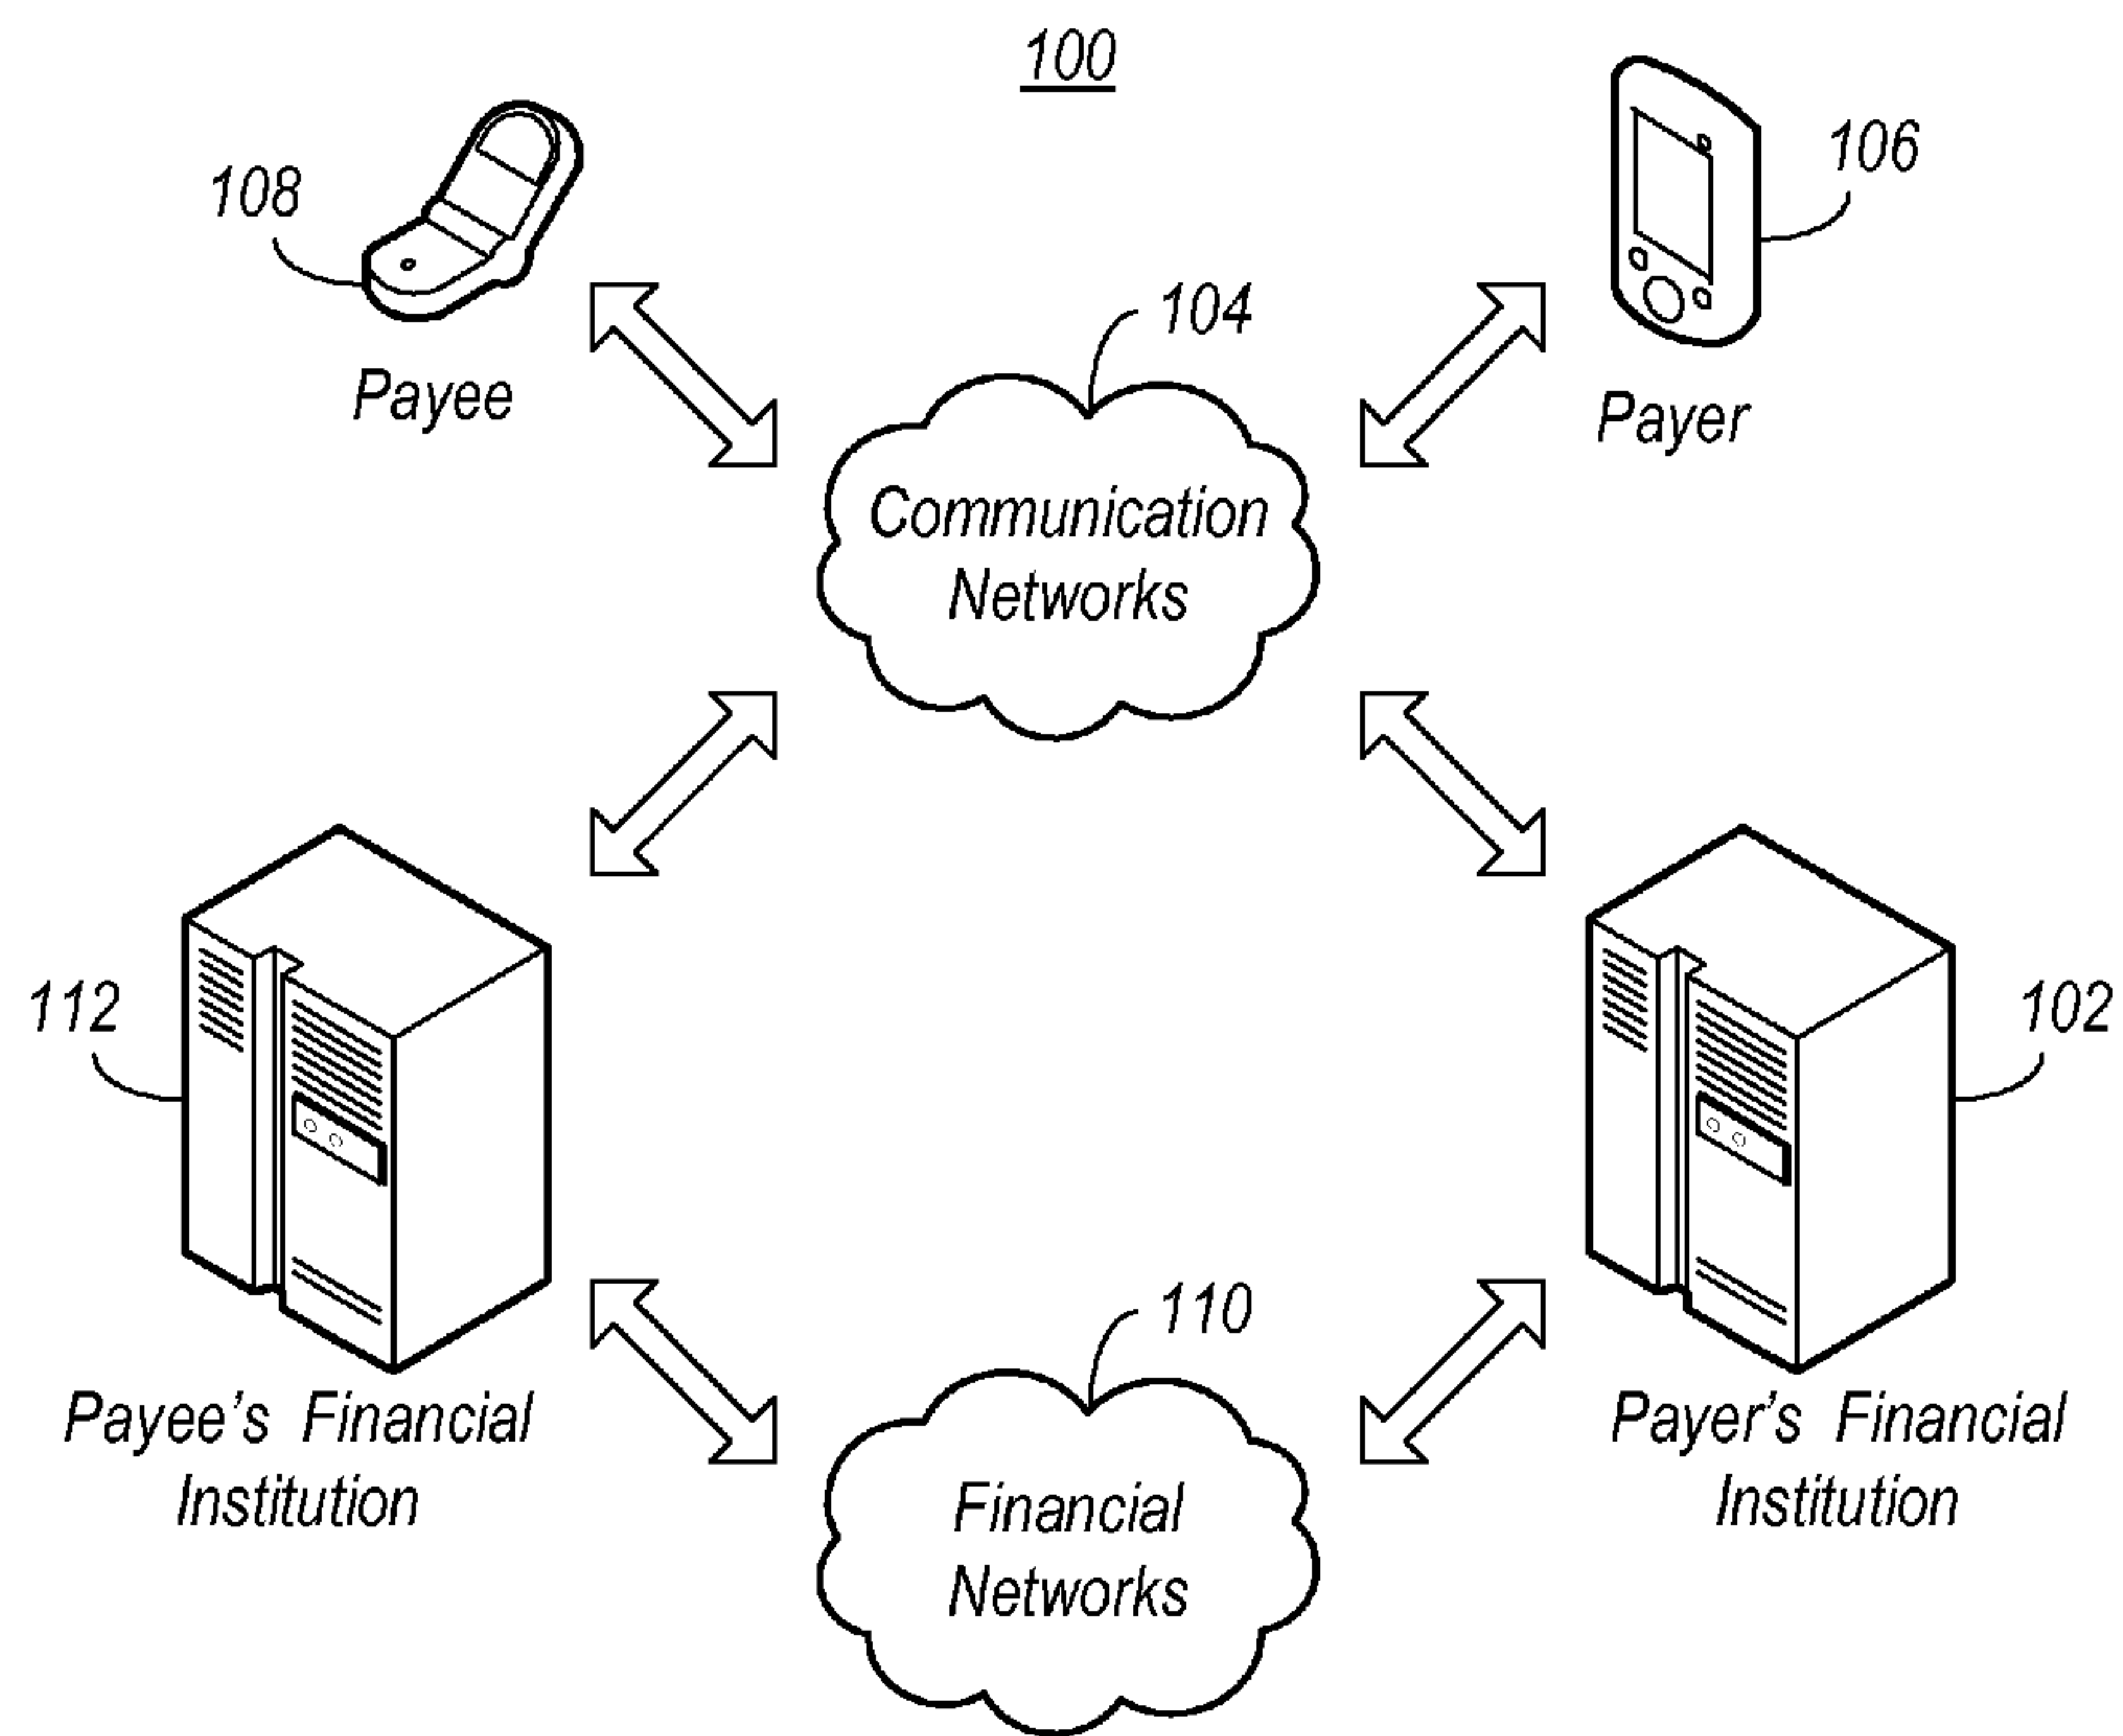 100
108
106
104
Payee
Payer
Communication
Networks
112
102
110
Payee's Financial
Institution
Payer's Financial
Institution
Financial
Networks